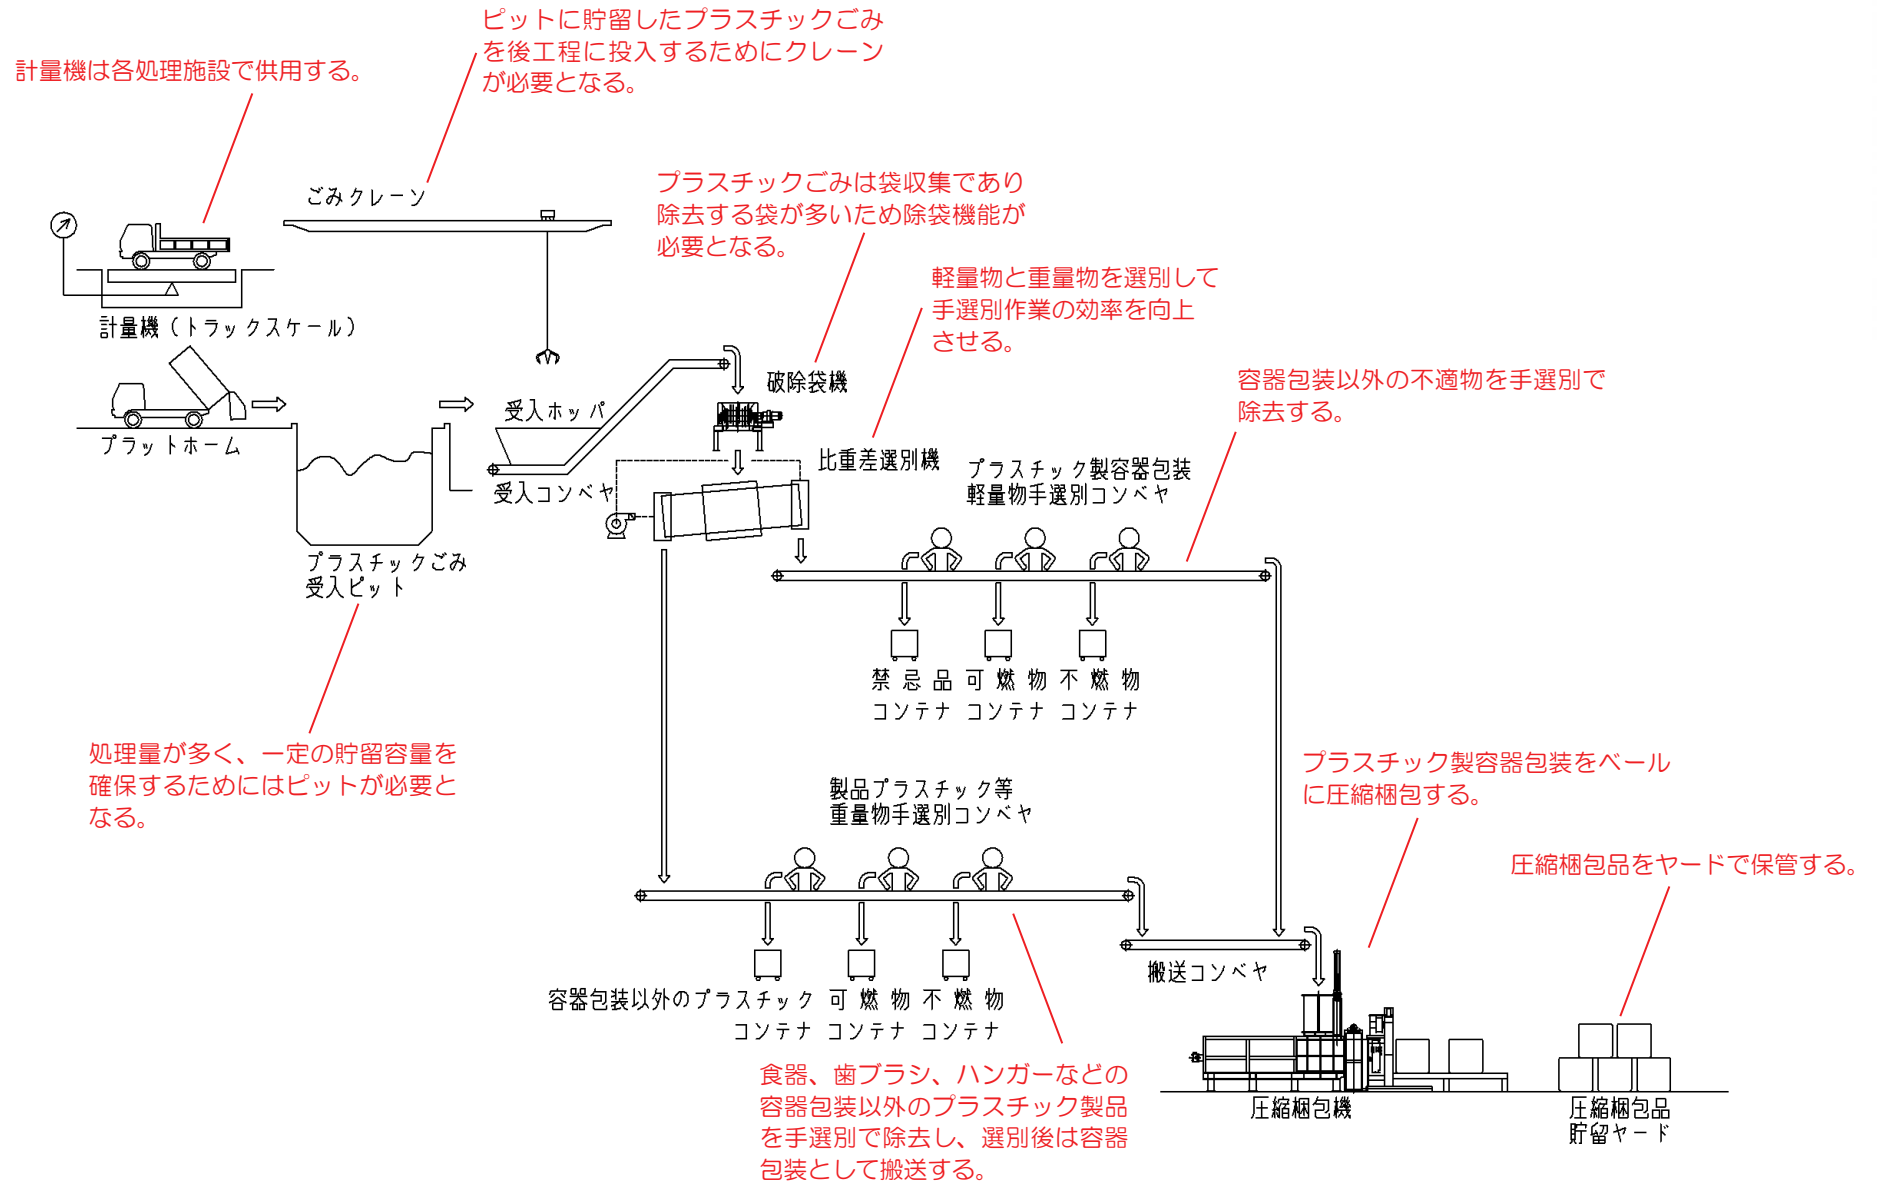 ピットに貯留したプラスチックごみ
を後工程に投入するためにクレーン
が必要となる。
計量機は各処理施設で供用する。
ごみクレーン
プラスチックごみは袋収集であり
除去する袋が多いため除袋機能が
必要となる。
軽量物と重量物を選別して
手選別作業の効率を向上
させる。
計量機（トラックスケール）
破除袋機
容器包装以外の不適物を手選別で
除去する。
受入ホッパ
プラットホーム
比重差選別機
プラスチック製容器包装
軽量物手選別コンベヤ
受入コンベヤ
プラスチックごみ
受入ピット
禁忌品
コンテナ
可燃物
コンテナ
不燃物
コンテナ
処理量が多く、一定の貯留容量を
確保するためにはピットが必要と
なる。
製品プラスチック等
重量物手選別コンベヤ
プラスチック製容器包装をベール
に圧縮梱包する。
圧縮梱包品をヤードで保管する。
搬送コンベヤ
容器包装以外のプラスチック
コンテナ
可燃物
コンテナ
不燃物
コンテナ
食器、歯ブラシ、ハンガーなどの
容器包装以外のプラスチック製品
を手選別で除去し、選別後は容器
包装として搬送する。
圧縮梱包機
圧縮梱包品
貯留ヤード